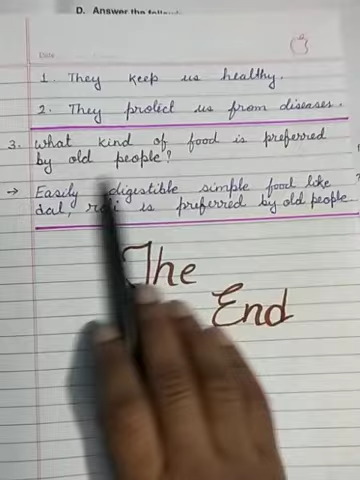 D. Answer the
Date
1. They keep us healthy.
2. They protect us from diseases.
3. What kind of food is preferred
by old people?
→ Easily digestible simple food like
dal, is preferred by old people
The
End